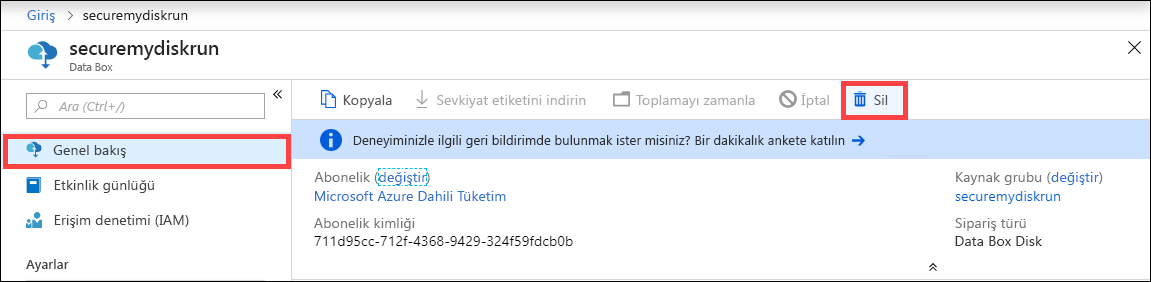 Giriş > securemydiskrun
securemydiskrun
Data Box
Ara (Ctrl+/)
Genel bakış
Etkinlik günlüğü
Erişim denetimi (IAM)
Ayarlar
Kopyala Sevkiyat etiketini indirin Toplamayı zamanla İptal Sil
Deneyiminizle ilgili geri bildirimde bulunmak ister misiniz? Bir dakikalık ankete katılın →
Abonelik (değiştir)
Microsoft Azure Dahili Tüketim
Abonelik kimliği
711d95cc-712f-4368-9429-324f59fdcb0b
Kaynak grubu (değiştir)
securemydiskrun
Sipariş türü
Data Box Disk